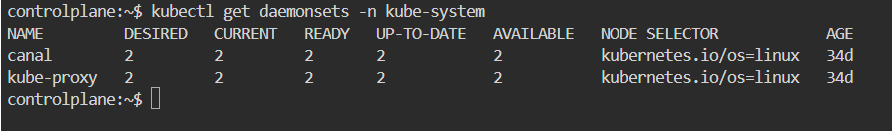 controlplane:~$ kubectl get daemonsets -n kube-system
NAME DESIRED CURRENT READY UP-TO-DATE AVAILABLE NODE SELECTOR AGE
canal 2 2 2 2 2 kubernetes.io/os=linux 34d
kube-proxy 2 2 2 2 2 kubernetes.io/os=linux 34d
controlplane:~$